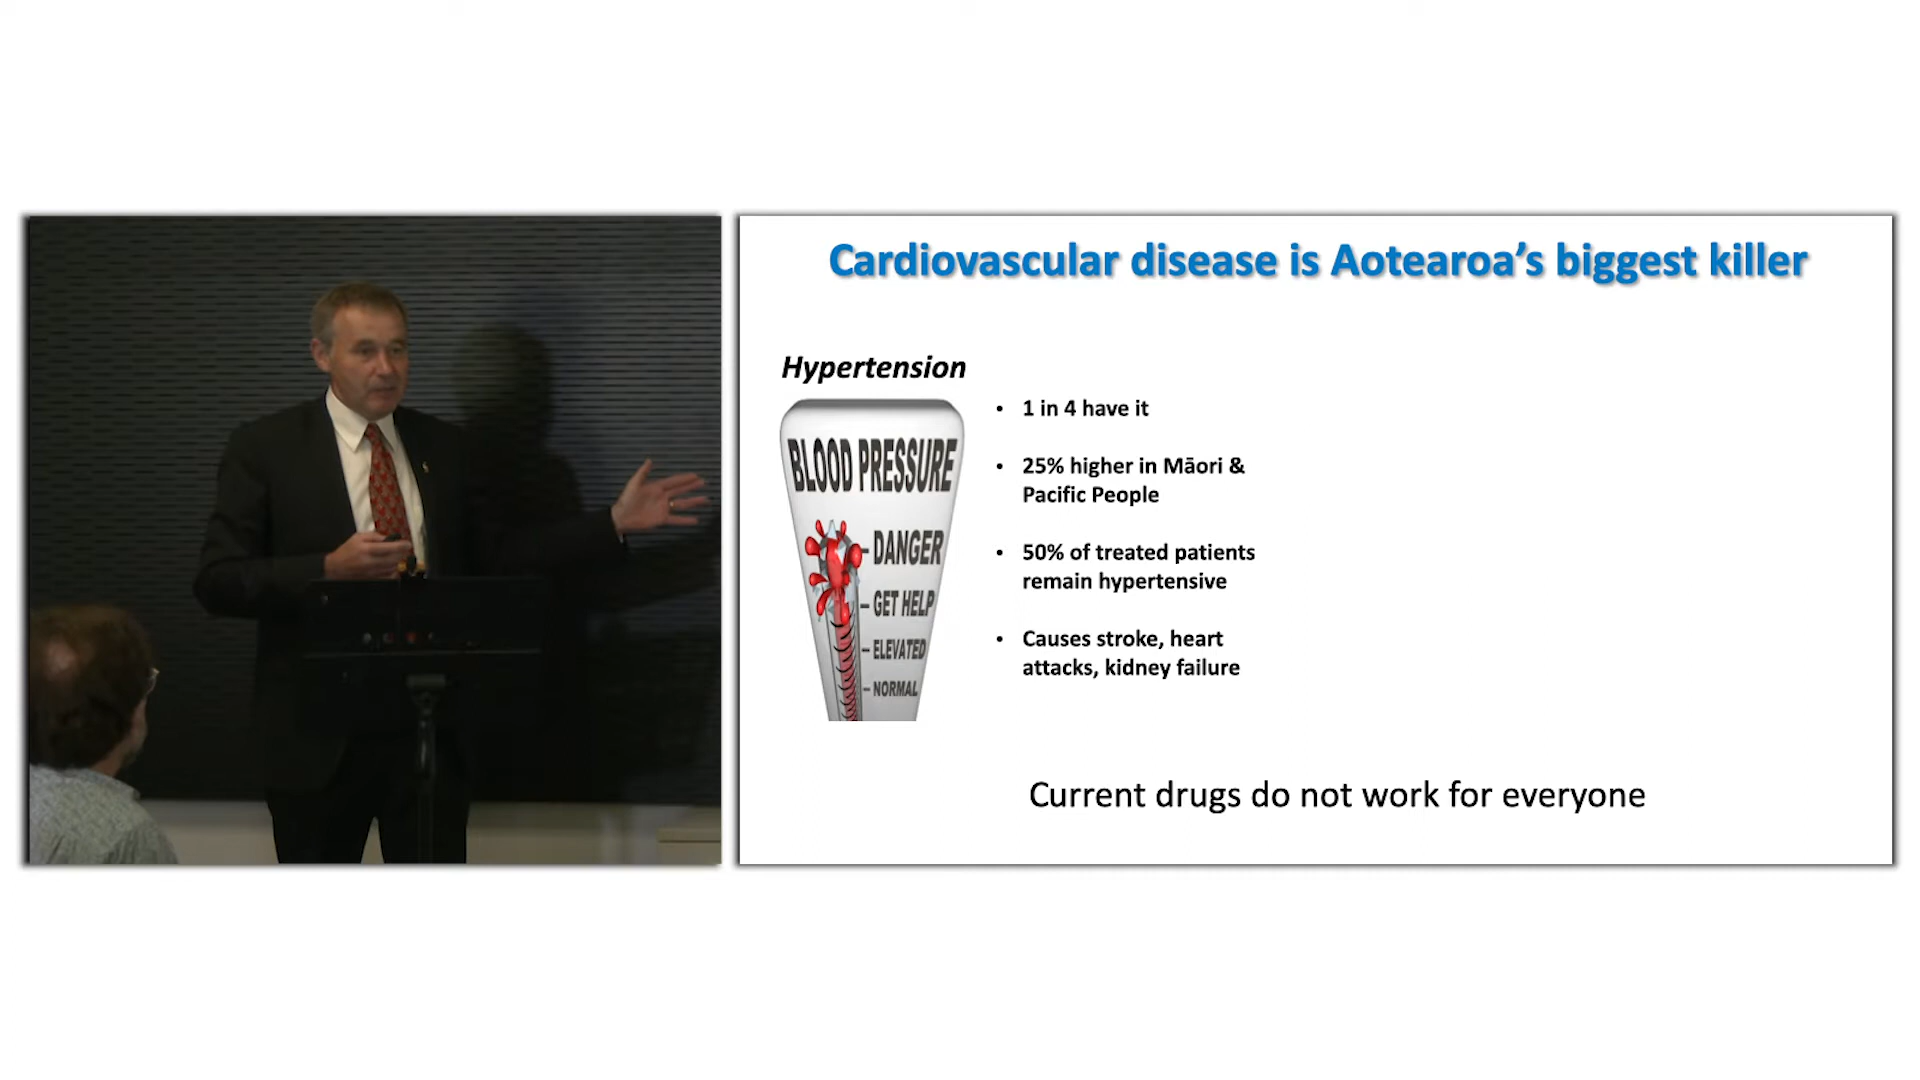 Cardiovascular disease is Aotearoa’s biggest killer
Hypertension
BLOOD PRESSURE
– DANGER
– GET HELP
– ELEVATED
– NORMAL
• 1 in 4 have it
• 25% higher in Māori &
Pacific People
• 50% of treated patients
remain hypertensive
• Causes stroke, heart
attacks, kidney failure
Current drugs do not work for everyone